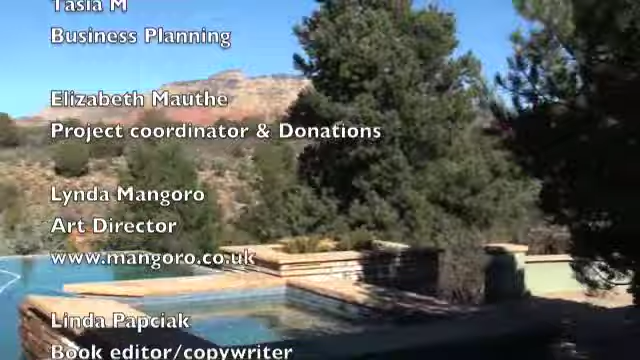 Tasla M
Business Planning
Elizabeth Mauthe
Project coordinator & Donations
Lynda Mangoro
Art Director
www.mangoro.co.uk
Linda Papciak
Book editor/copywriter